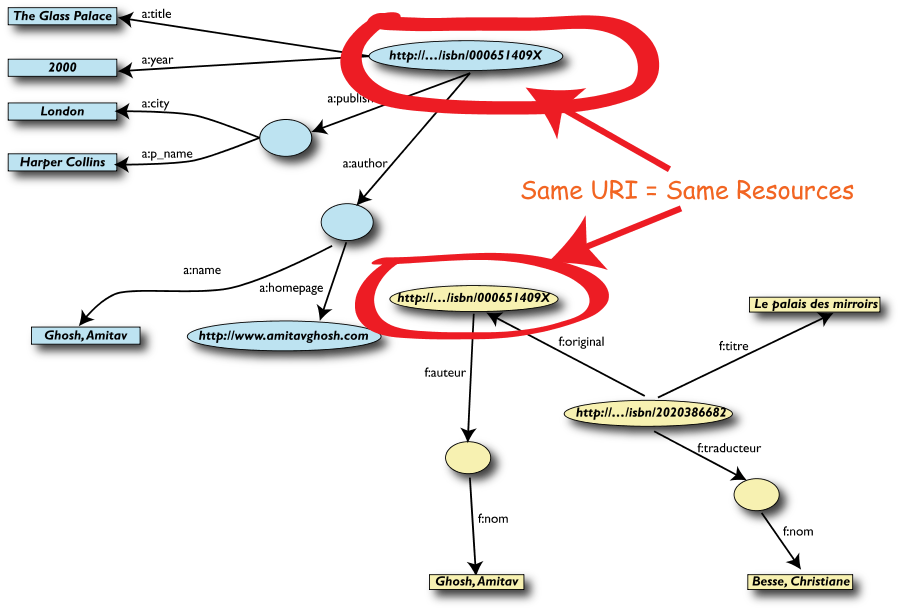 The Glass Palace
a:title
http://…/isbn/000651409X
2000
a:year
London
a:city
a:publish
Harper Collins
a:p_name
a:author
Same URI = Same Resources
a:name
a:homepage
http://…/isbn/000651409X
Le palais des mirroirs
Ghosh, Amitav
http://www.amitavghosh.com
f:original
f:titre
f:auteur
http://…/isbn/2020386682
f:traducteur
f:nom
f:nom
Ghosh, Amitav
Besse, Christiane